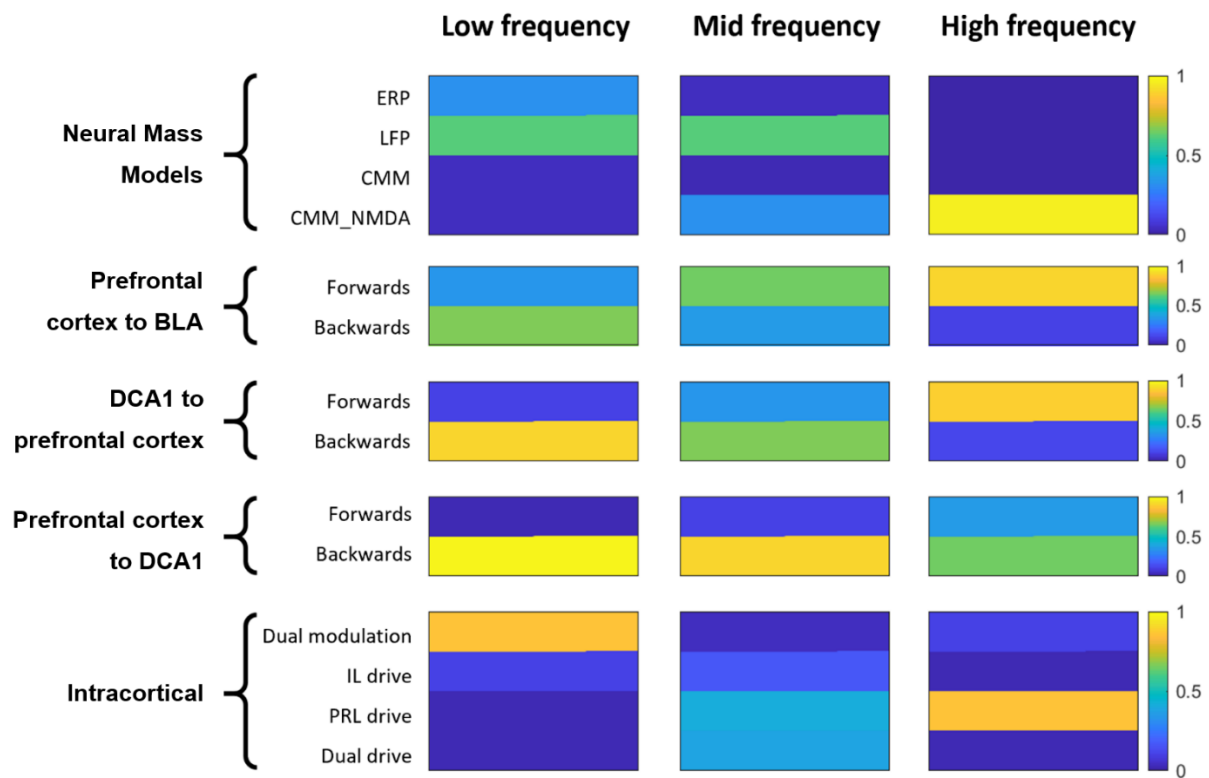 Low frequency Mid frequency High frequency
Neural Mass
Models
ERP
LFP
CMM
CMM_NMDA
1
0.5
0
Prefrontal
cortex to BLA
Forwards
Backwards
1
0.5
0
DCA1 to
prefrontal cortex
Forwards
Backwards
1
0.5
0
Prefrontal cortex
to DCA1
Forwards
Backwards
1
0.5
0
Intracortical
Dual modulation
IL drive
PRL drive
Dual drive
1
0.5
0